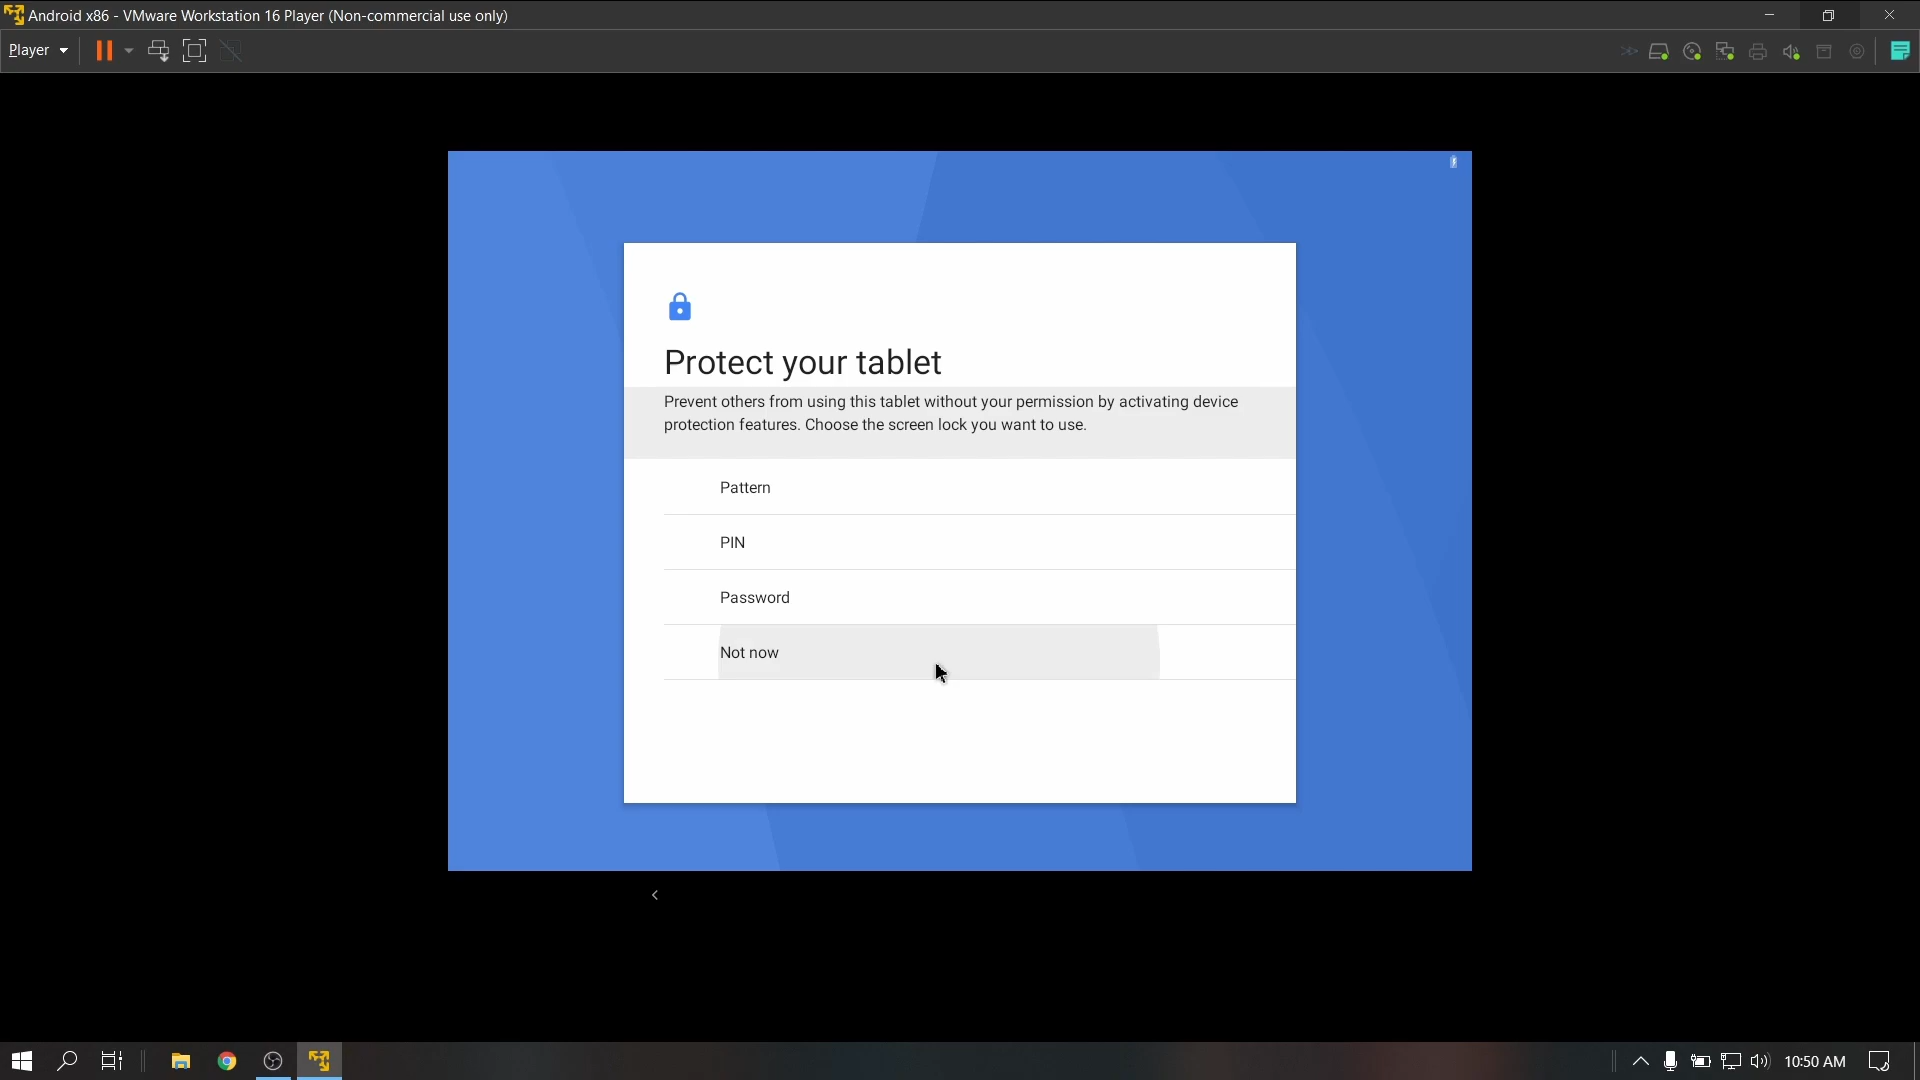 Android x86 - VMware Workstation 16 Player (Non-commercial use only)
Player
Protect your tablet
Prevent others from using this tablet without your permission by activating device
protection features. Choose the screen lock you want to use.
Pattern
PIN
Password
Not now
10:50 AM